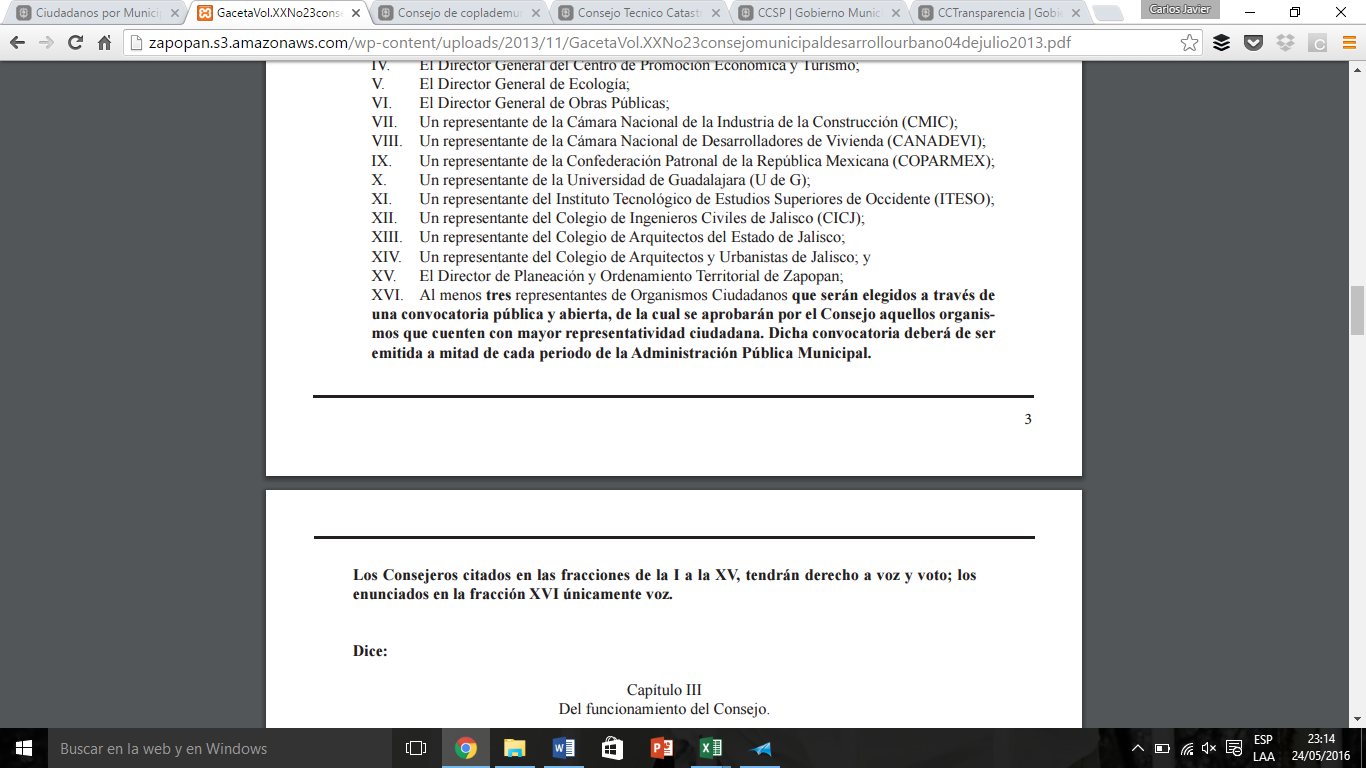 Ciudadanos por Munici
GacetaVol.XXNo23cons
Consejo de coplademu
Consejo Tecnico Catast
CCSP | Gobierno Munic
CCTransparencia | Gobi
Carlos Javier
zapopan.s3.amazonaws.com/wp-content/uploads/2013/11/GacetaVol.XXNo23consejomunicipaldesarrollourbano04dejulio2013.pdf
IV. El Director General del Centro de Promoción Económica y Turismo;
V. El Director General de Ecología;
VI. El Director General de Obras Públicas;
VII. Un representante de la Cámara Nacional de la Industria de la Construcción (CMIC);
VIII. Un representante de la Cámara Nacional de Desarrolladores de Vivienda (CANADEVI);
IX. Un representante de la Confederación Patronal de la República Mexicana (COPARMEX);
X. Un representante de la Universidad de Guadalajara (U de G);
XI. Un representante del Instituto Tecnológico de Estudios Superiores de Occidente (ITESO);
XII. Un representante del Colegio de Ingenieros Civiles de Jalisco (CICJ);
XIII. Un representante del Colegio de Arquitectos del Estado de Jalisco;
XIV. Un representante del Colegio de Arquitectos y Urbanistas de Jalisco; y
XV. El Director de Planeación y Ordenamiento Territorial de Zapopan;
XVI. Al menos tres representantes de Organismos Ciudadanos que serán elegidos a través de
una convocatoria pública y abierta, de la cual se aprobarán por el Consejo aquellos organis-
mos que cuenten con mayor representatividad ciudadana. Dicha convocatoria deberá de ser
emitida a mitad de cada periodo de la Administración Pública Municipal.
3
Los Consejeros citados en las fracciones de la I a la XV, tendrán derecho a voz y voto; los
enunciados en la fracción XVI únicamente voz.
Dice:
Capítulo III
Del funcionamiento del Consejo.
Buscar en la web y en Windows
ESP
LAA
23:14
24/05/2016